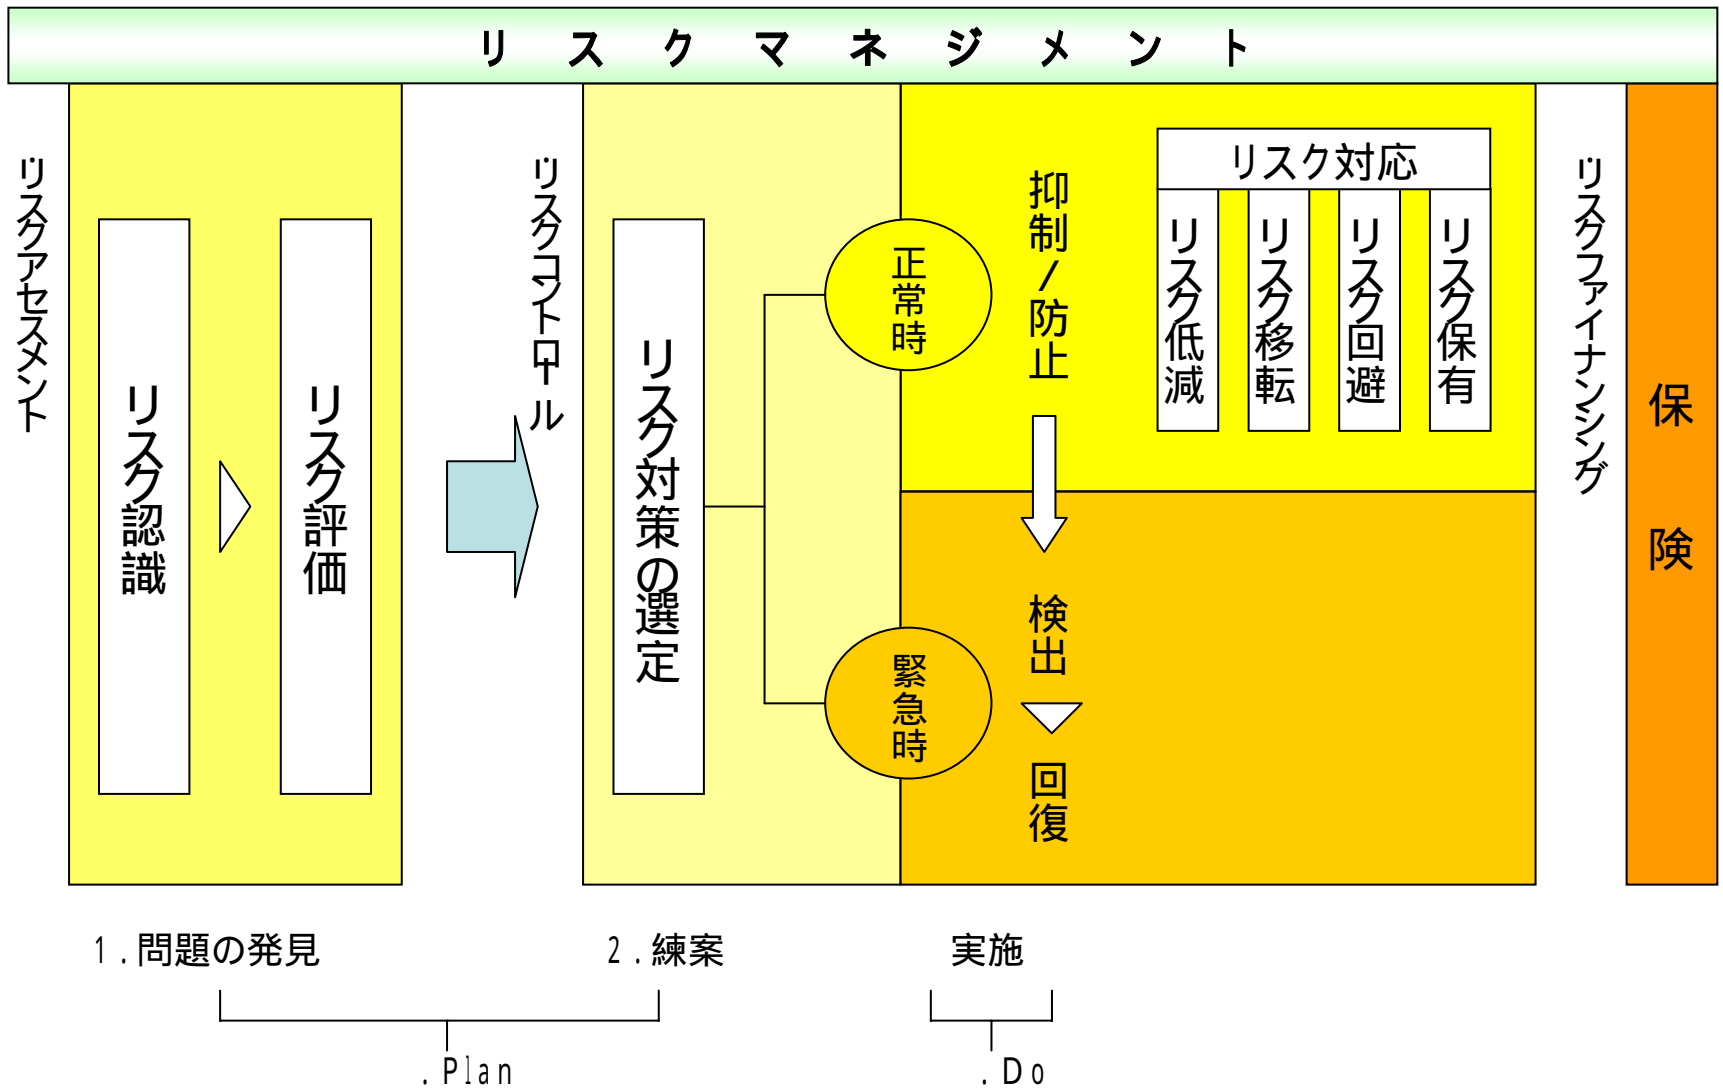 リスクマネジメント
リスクアセスメント
リスク認識
リスク評価
リスクコントロール
リスク対策の選定
正常時
緊急時
抑制/防止
検出
回復
リスク対応
リスク低減
リスク移転
リスク回避
リスク保有
リスクファイナンシング
保険
1.問題の発見
2.練案
実施
.Plan
.Do